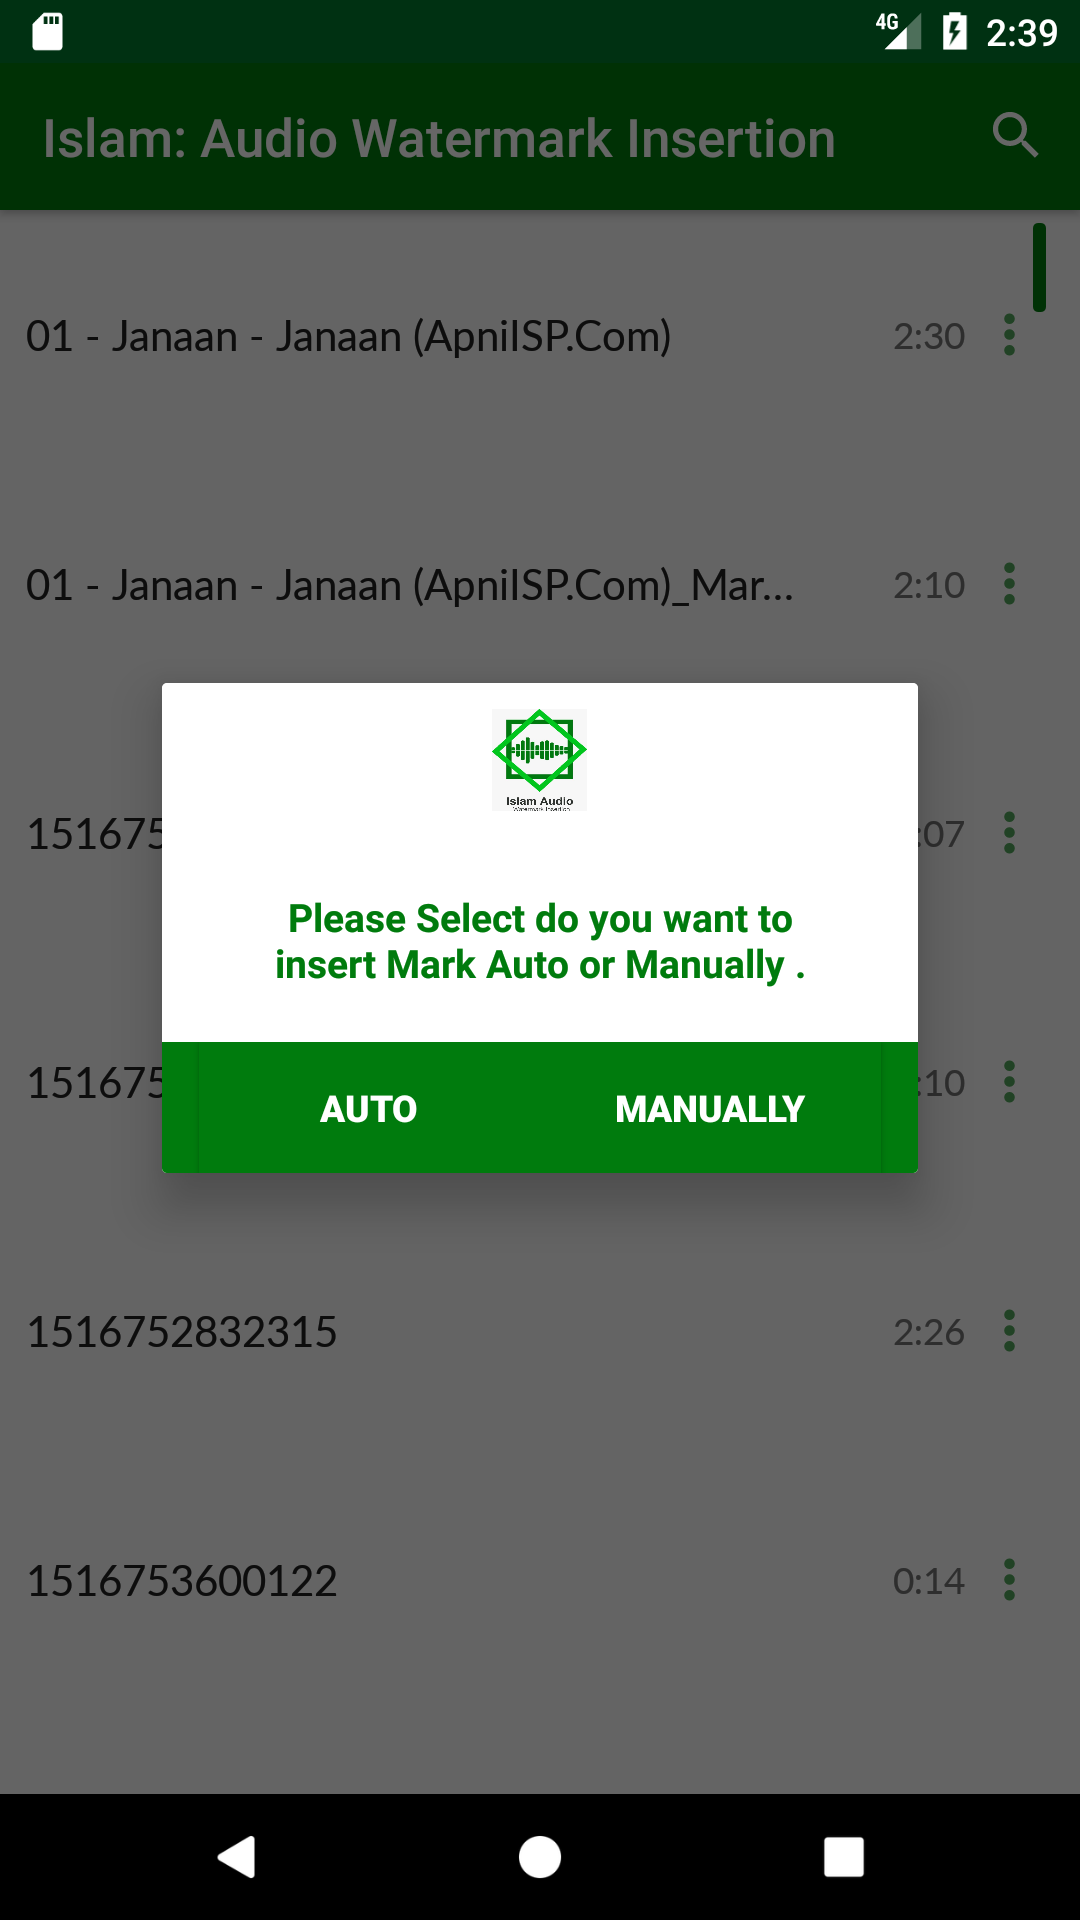 4G 2:39
Islam: Audio Watermark Insertion
01 - Janaan - Janaan (ApniISP.Com) 2:30
01 - Janaan - Janaan (ApniISP.Com)_Mar... 2:10
Islam Audio
Watermark Insertion
151675 :07
Please Select do you want to
insert Mark Auto or Manually .
151675 :10
AUTO MANUALLY
1516752832315 2:26
1516753600122 0:14